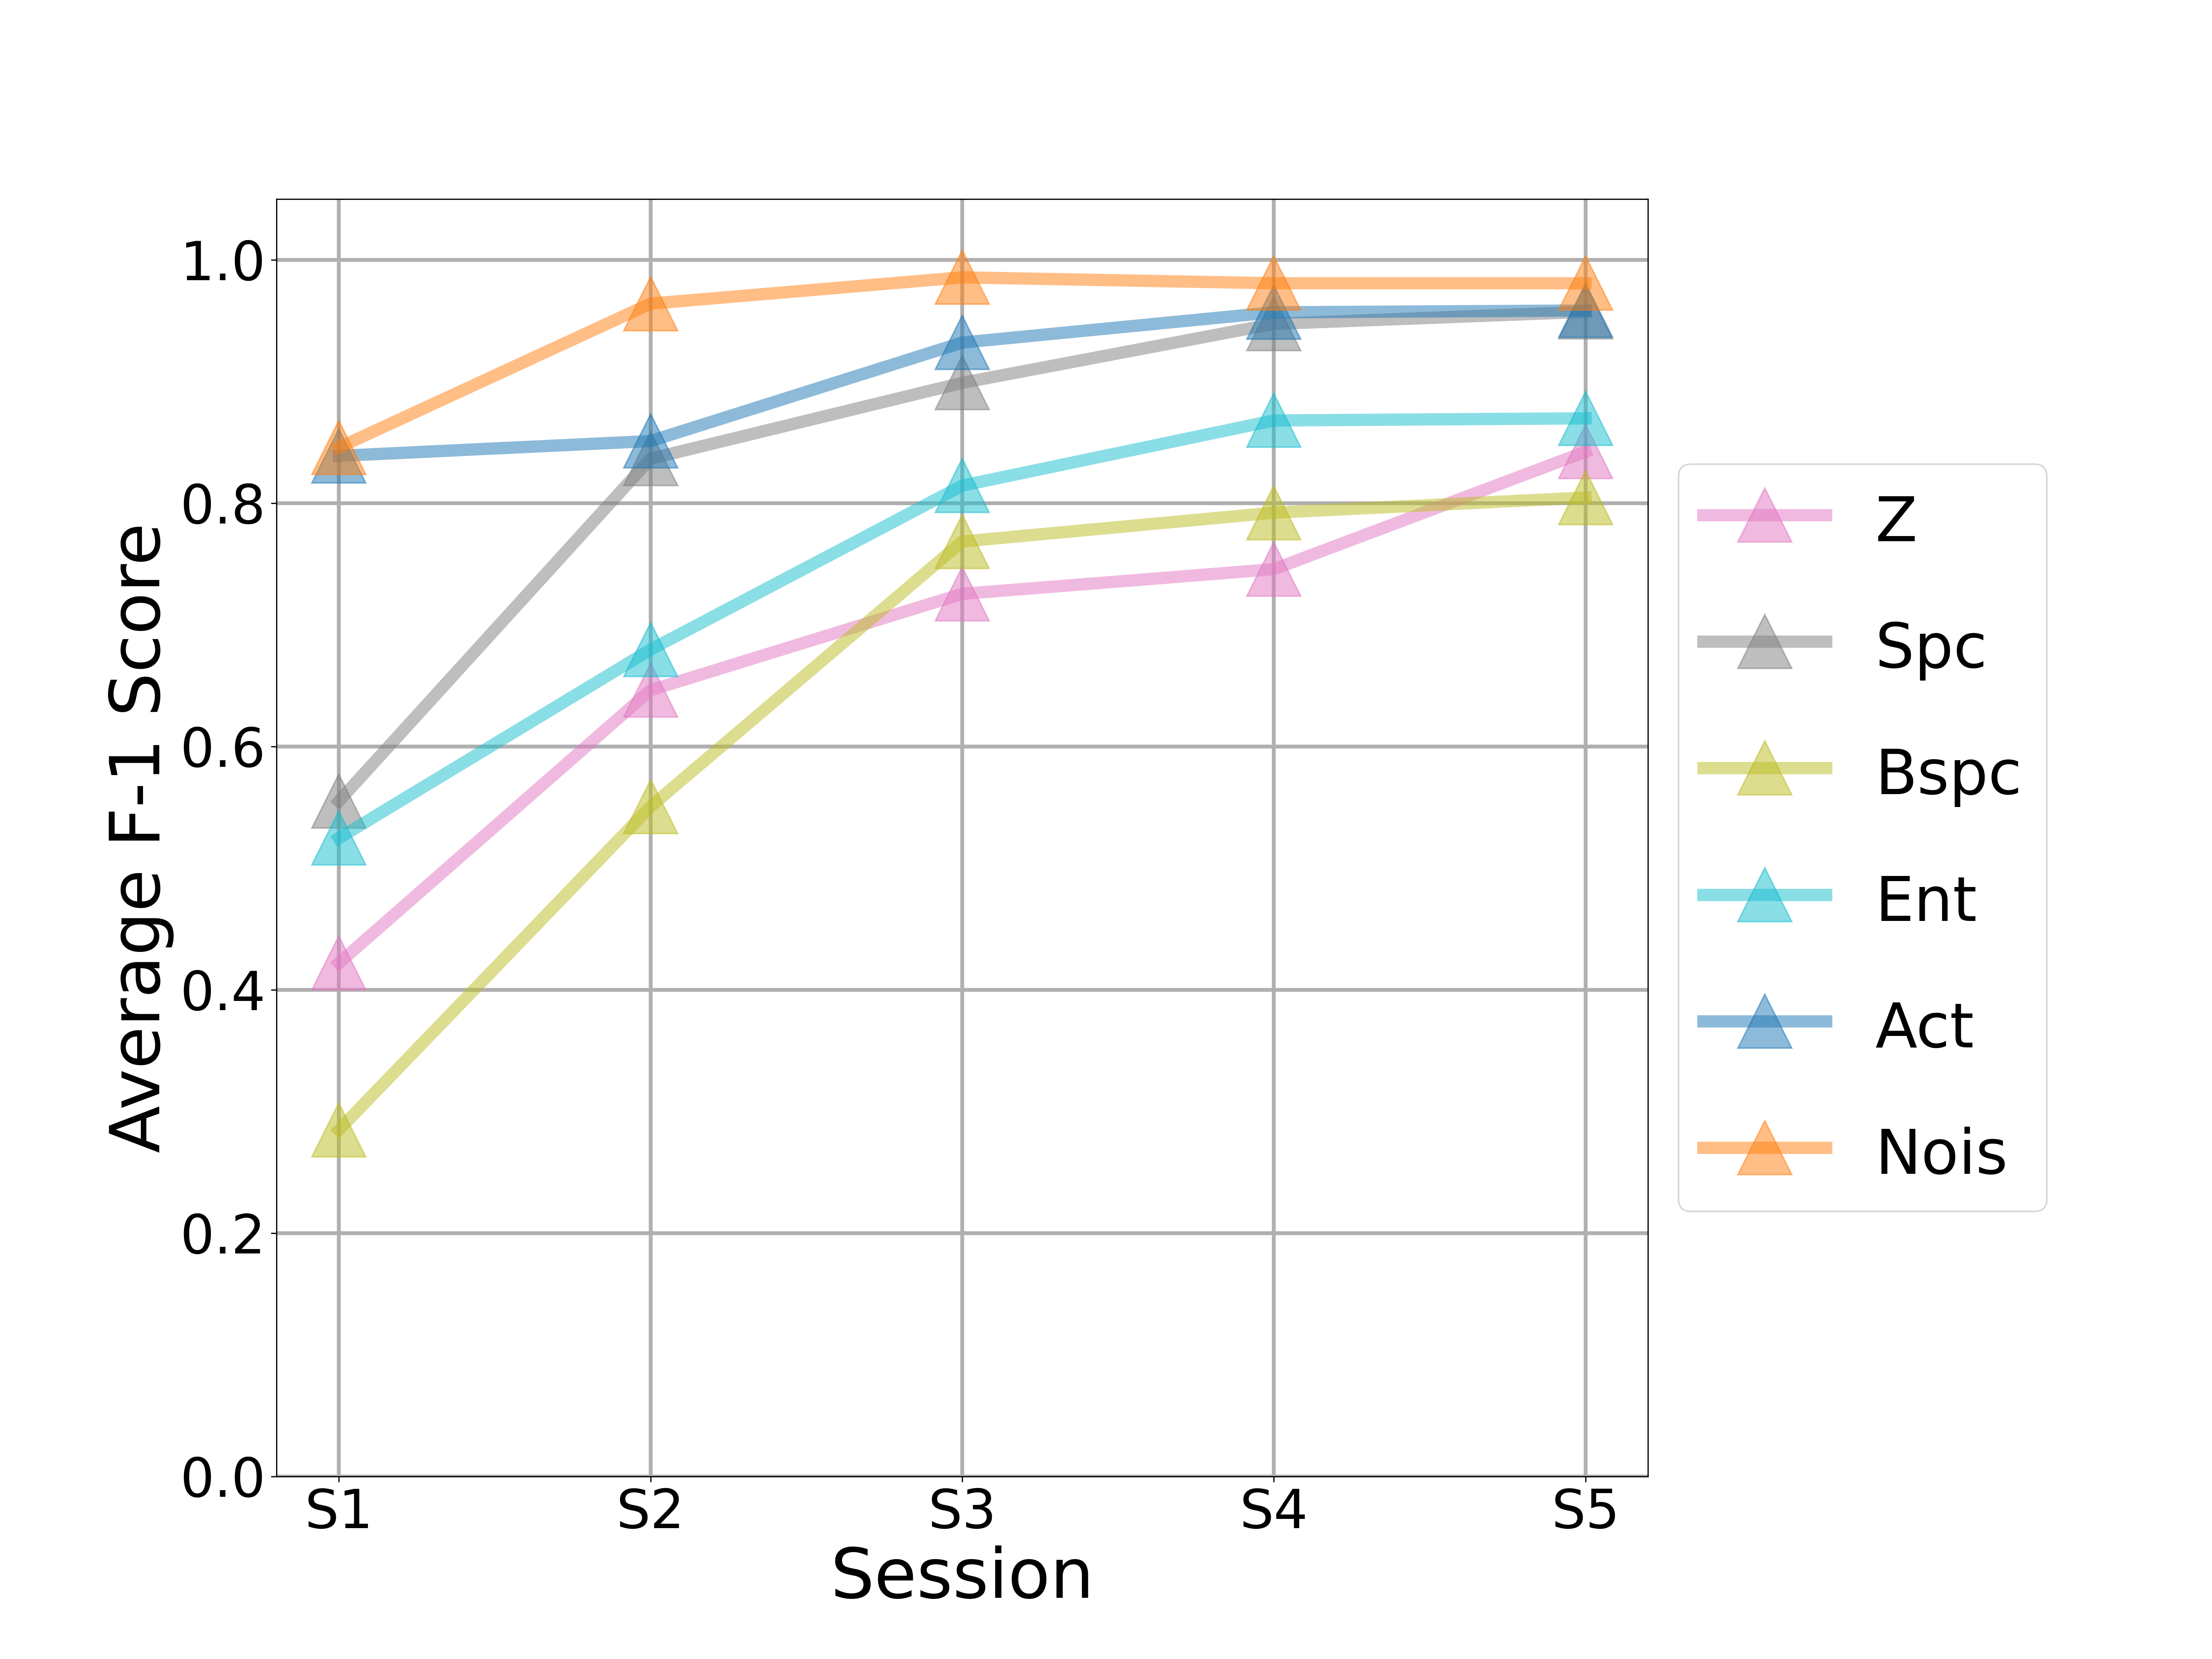 Average F-1 Score
1.0
0.8
0.6
0.4
0.2
0.0
S1 S2 S3 S4 S5
Session
Z
Spc
Bspc
Ent
Act
Nois